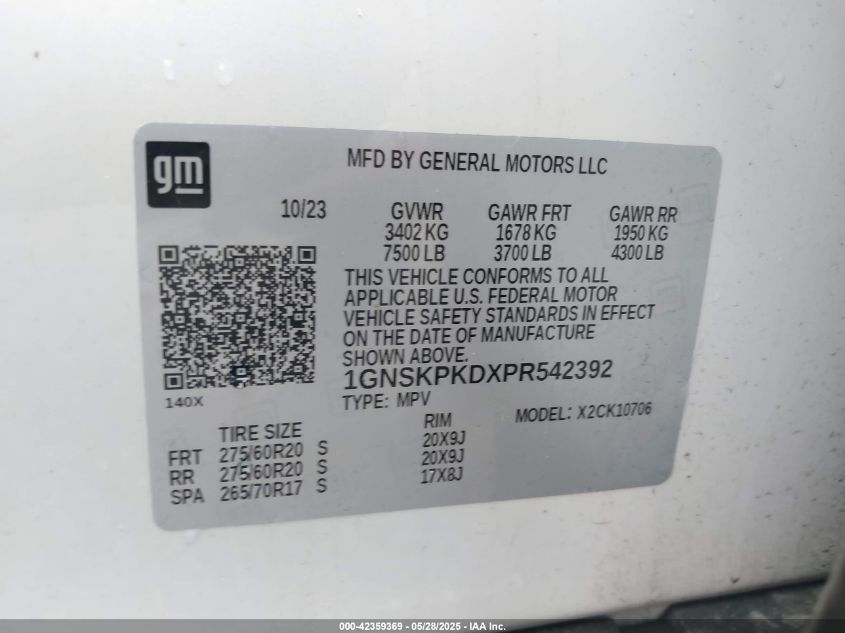 gm
MFD BY GENERAL MOTORS LLC
10/23 GVWR GAWR FRT GAWR RR
3402 KG 1678 KG 1950 KG
7500 LB 3700 LB 4300 LB
THIS VEHICLE CONFORMS TO ALL
APPLICABLE U.S. FEDERAL MOTOR
VEHICLE SAFETY STANDARDS IN EFFECT
ON THE DATE OF MANUFACTURE
SHOWN ABOVE.
1GNSKPKDXPR542392
140X
TYPE: MPV MODEL: X2CK10706
TIRE SIZE RIM
FRT 275/60R20 S 20X9J
RR 275/60R20 S 20X9J
SPA 265/70R17 S 17X8J
000-42359369 - 05/28/2025 - IAA Inc.